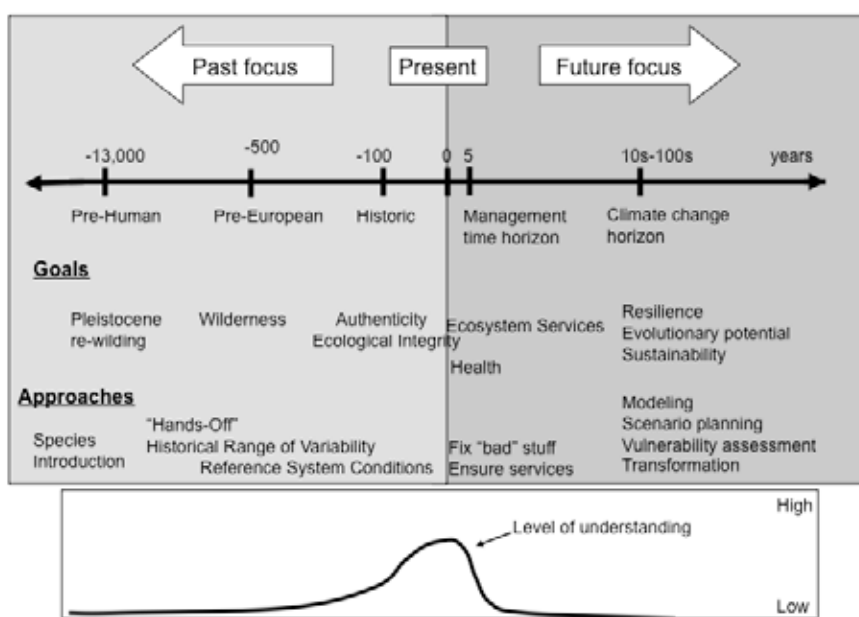 Past focus
Present
Future focus
-13,000
-500
-100
0
5
10s-100s
years
Pre-Human
Pre-European
Historic
Management
time horizon
Climate change
horizon
Goals
Pleistocene
re-wilding
Wilderness
Authenticity
Ecological Integrity
Ecosystem Services
Health
Resilience
Evolutionary potential
Sustainability
Approaches
Species
Introduction
“Hands-Off”
Historical Range of Variability
Reference System Conditions
Fix “bad” stuff
Ensure services
Modeling
Scenario planning
Vulnerability assessment
Transformation
High
Level of understanding
Low